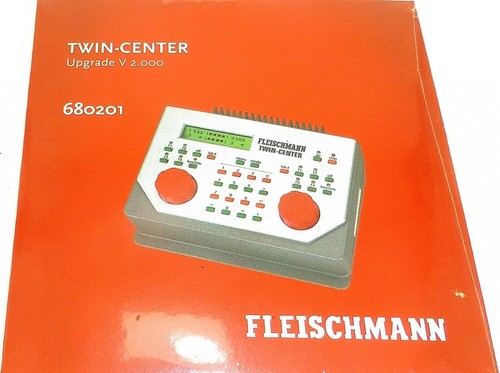 TWIN-CENTER
Upgrade V 2.000
680201
FLEISCHMANN
TWIN-CENTER
FLEISCHMANN